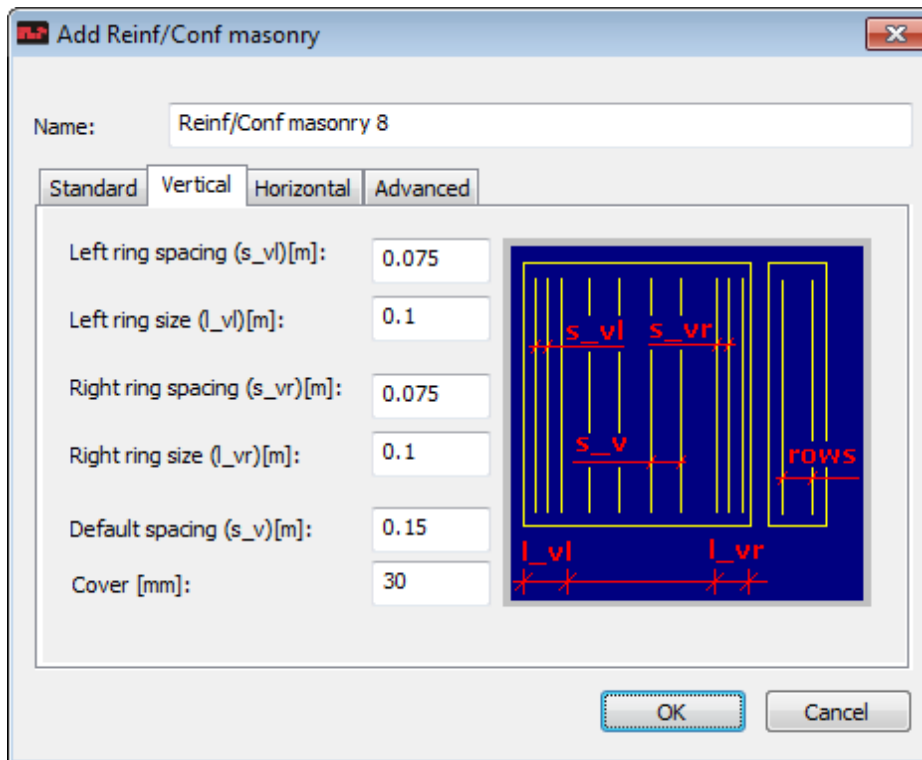 Add Reinf/Conf masonry
Name: Reinf/Conf masonry 8
Standard Vertical Horizontal Advanced
Left ring spacing (s_vl)[m]: 0.075
Left ring size (l_vl)[m]: 0.1
Right ring spacing (s_vr)[m]: 0.075
Right ring size (l_vr)[m]: 0.1
Default spacing (s_v)[m]: 0.15
Cover [mm]: 30
s_vl s_vr
s_v rows
l_vl l_vr
OK Cancel